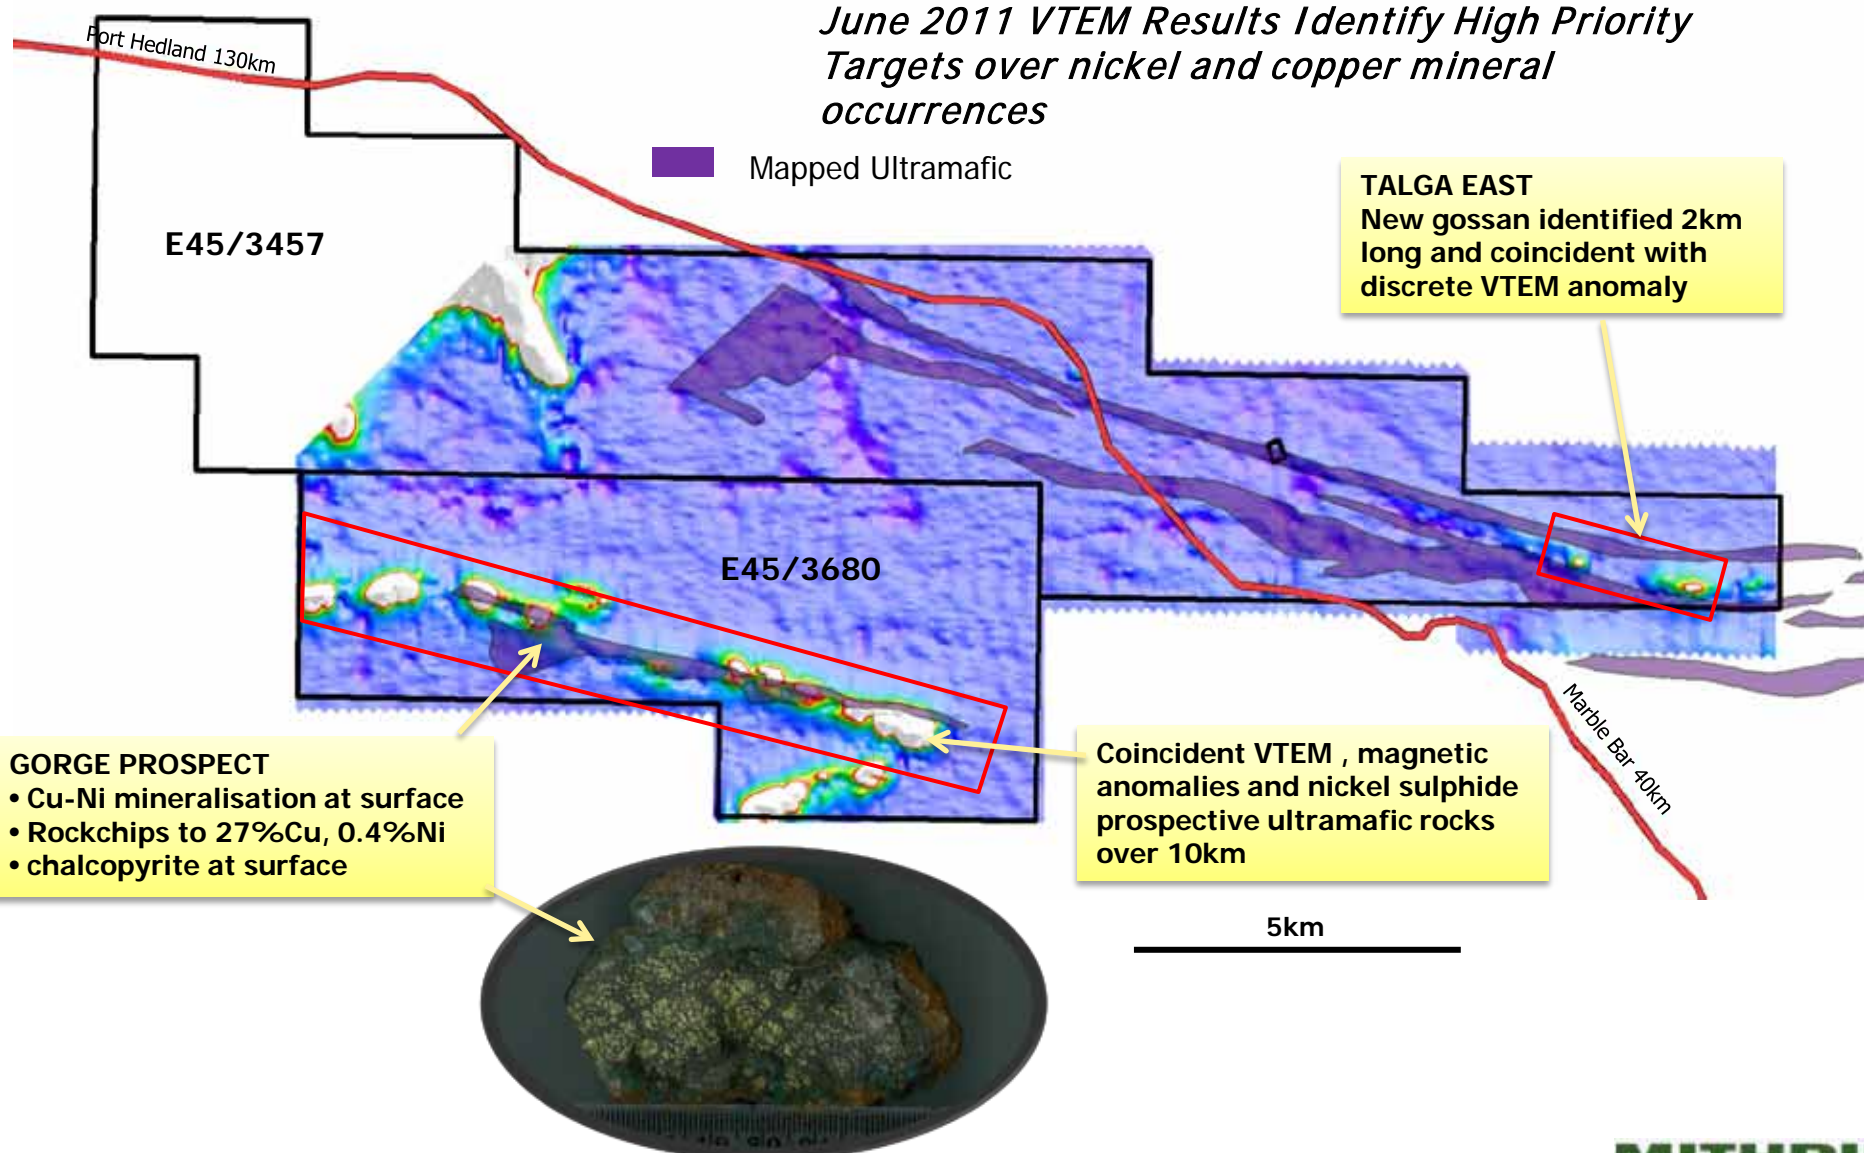 June 2011 VTEM Results Identify High Priority
Targets over nickel and copper mineral
occurrences
Port Hedland 130km
Mapped Ultramafic
TALGA EAST
New gossan identified 2km
long and coincident with
discrete VTEM anomaly
E45/3457
E45/3680
GORGE PROSPECT
• Cu-Ni mineralisation at surface
• Rockchips to 27%Cu, 0.4%Ni
• chalcopyrite at surface
Coincident VTEM , magnetic
anomalies and nickel sulphide
prospective ultramafic rocks
over 10km
Marble Bar 40km
5km